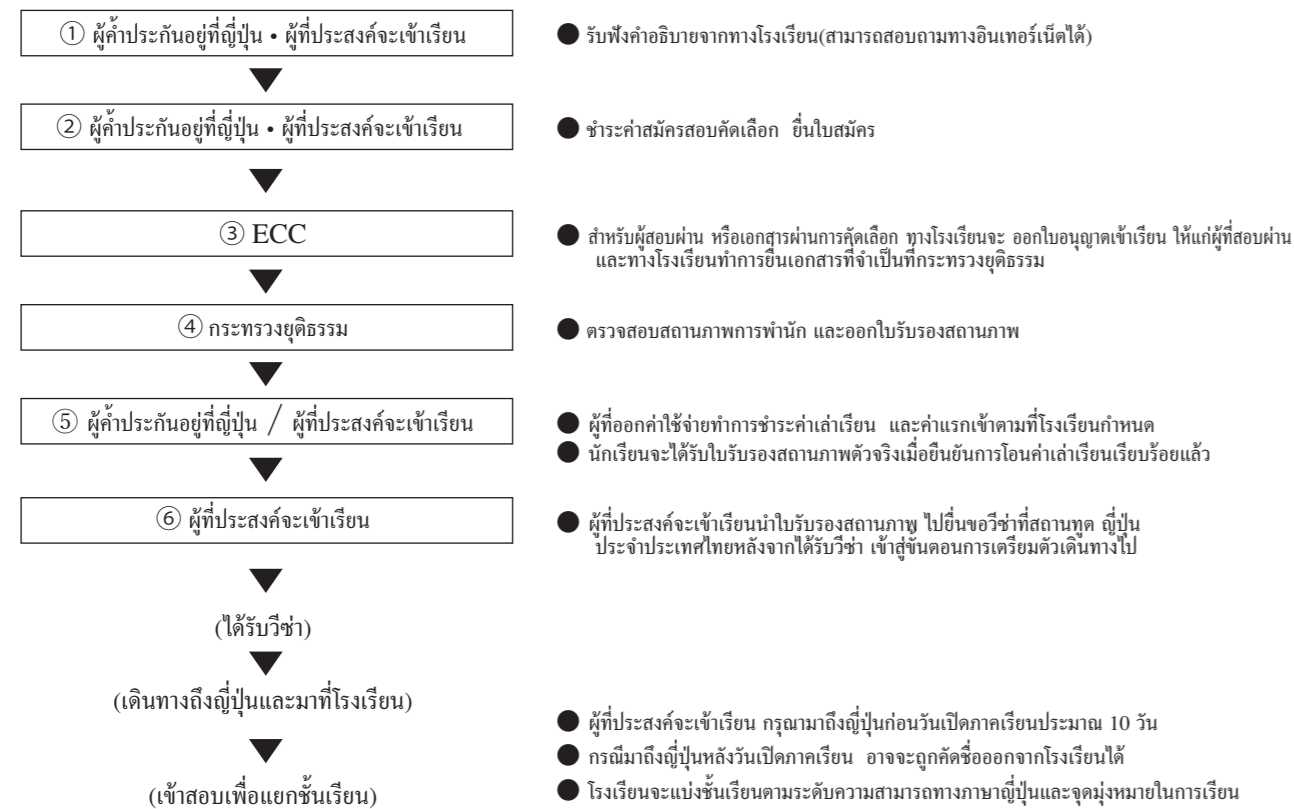 ① ผู้ค้ำประกันอยู่ที่ญี่ปุ่น • ผู้ที่ประสงค์จะเข้าเรียน
● รับฟังคำอธิบายจากทางโรงเรียน(สามารถสอบถามทางอินเทอร์เน็ตได้)
② ผู้ค้ำประกันอยู่ที่ญี่ปุ่น • ผู้ที่ประสงค์จะเข้าเรียน
● ชำระค่าสมัครสอบคัดเลือก ยื่นใบสมัคร
③ ECC
● สำหรับผู้สอบผ่าน หรือเอกสารผ่านการคัดเลือก ทางโรงเรียนจะ ออกใบอนุญาตเข้าเรียน ให้แก่ผู้ที่สอบผ่าน
และทางโรงเรียนทำการยื่นเอกสารที่จำเป็นที่กระทรวงยุติธรรม
④ กระทรวงยุติธรรม
● ตรวจสอบสถานภาพการพำนัก และออกใบรับรองสถานภาพ
⑤ ผู้ค้ำประกันอยู่ที่ญี่ปุ่น / ผู้ที่ประสงค์จะเข้าเรียน
● ผู้ที่ออกค่าใช้จ่ายทำการชำระค่าเล่าเรียน และค่าแรกเข้าตามที่โรงเรียนกำหนด
● นักเรียนจะได้รับใบรับรองสถานภาพตัวจริงเมื่อยืนยันการโอนค่าเล่าเรียนเรียบร้อยแล้ว
⑥ ผู้ที่ประสงค์จะเข้าเรียน
● ผู้ที่ประสงค์จะเข้าเรียนนำใบรับรองสถานภาพ ไปยื่นขอวีซ่าที่สถานทูต ญี่ปุ่น
ประจำประเทศไทยหลังจากได้รับวีซ่า เข้าสู่ขั้นตอนการเตรียมตัวเดินทางไป
(ได้รับวีซ่า)
(เดินทางถึงญี่ปุ่นและมาที่โรงเรียน)
● ผู้ที่ประสงค์จะเข้าเรียน กรุณามาถึงญี่ปุ่นก่อนวันเปิดภาคเรียนประมาณ 10 วัน
● กรณีมาถึงญี่ปุ่นหลังวันเปิดภาคเรียน อาจจะถูกคัดชื่อออกจากโรงเรียนได้
(เข้าสอบเพื่อแยกชั้นเรียน)
● โรงเรียนจะแบ่งชั้นเรียนตามระดับความสามารถทางภาษาญี่ปุ่นและจุดมุ่งหมายในการเรียน